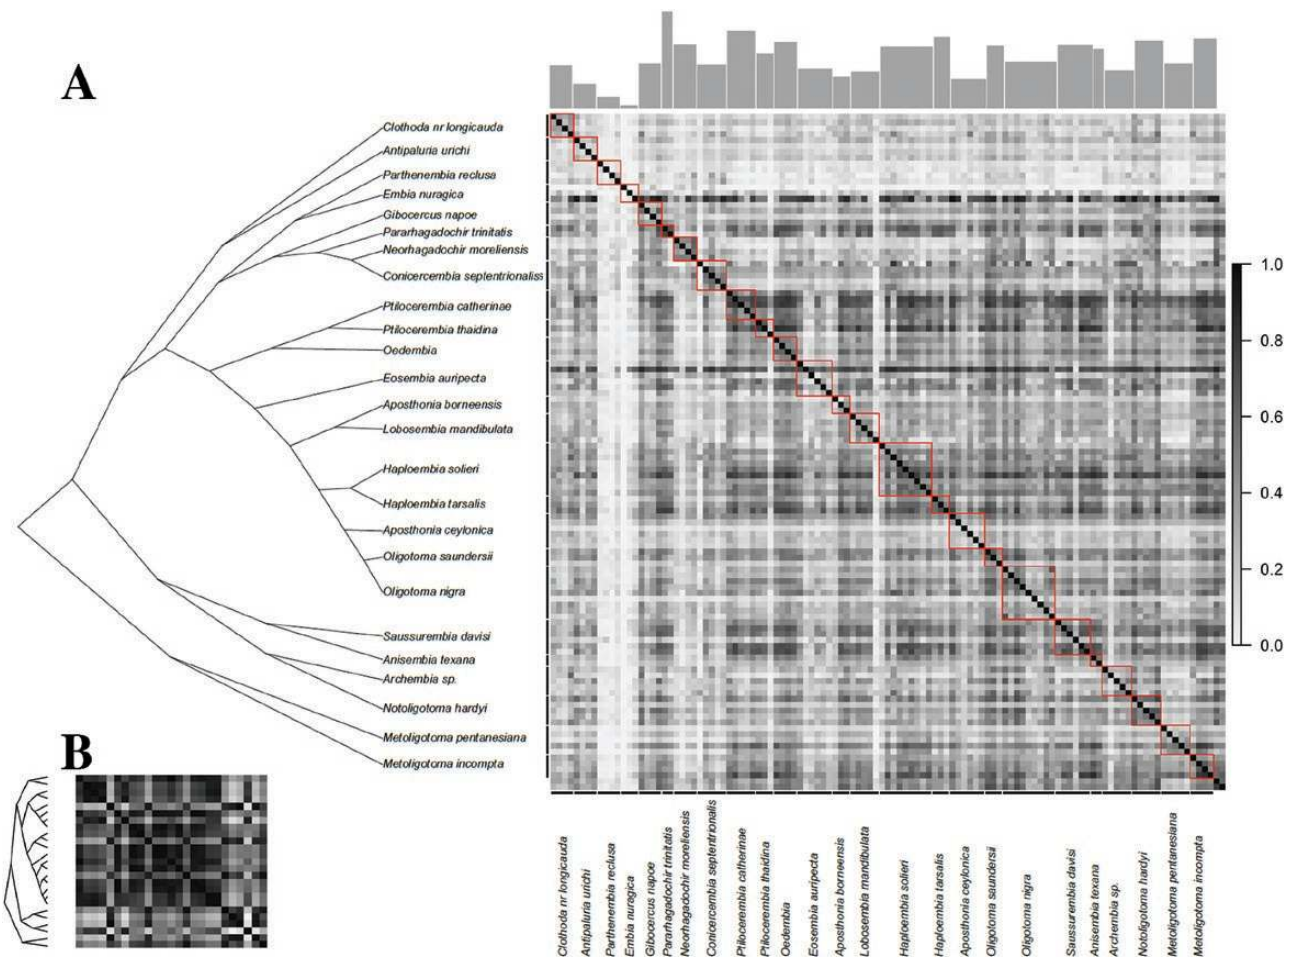 A
Clothoda nr longicauda
Antipaluria urichi
Parthenembia reclusa
Embia nuragica
Gibocercus napoe
Pararhagadochir trinitatis
Neorhagadochir moreliensis
Conicercembia septentrionaliss
Ptilocerembia catherinae
Ptilocerembia thaidina
Oedembia
Eosembia auripecta
Aposthonia borneensis
Lobosembia mandibulata
Haploembia solieri
Haploembia tarsalis
Aposthonia ceylonica
Oligotoma saundersii
Oligotoma nigra
Saussurembia davisi
Anisembia texana
Archembia sp.
Notoligotoma hardyi
Metoligotoma pentanesiana
Metoligotoma incompta
1.0
0.8
0.6
0.4
0.2
0.0
B
Clothoda nr longicauda
Antipaluria urichi
Parthenembia reclusa
Embia nuragica
Gibocercus napoe
Pararhagadochir trinitatis
Neorhagadochir moreliensis
Conicercembia septentrionalis
Ptilocerembia catherinae
Ptilocerembia thaidina
Oedembia
Eosembia auripecta
Aposthonia borneensis
Lobosembia mandibulata
Haploembia solieri
Haploembia tarsalis
Aposthonia ceylonica
Oligotoma saundersii
Oligotoma nigra
Saussurembia davisi
Anisembia texana
Archembia sp.
Notoligotoma hardyi
Metoligotoma pentanesiana
Metoligotoma incompta